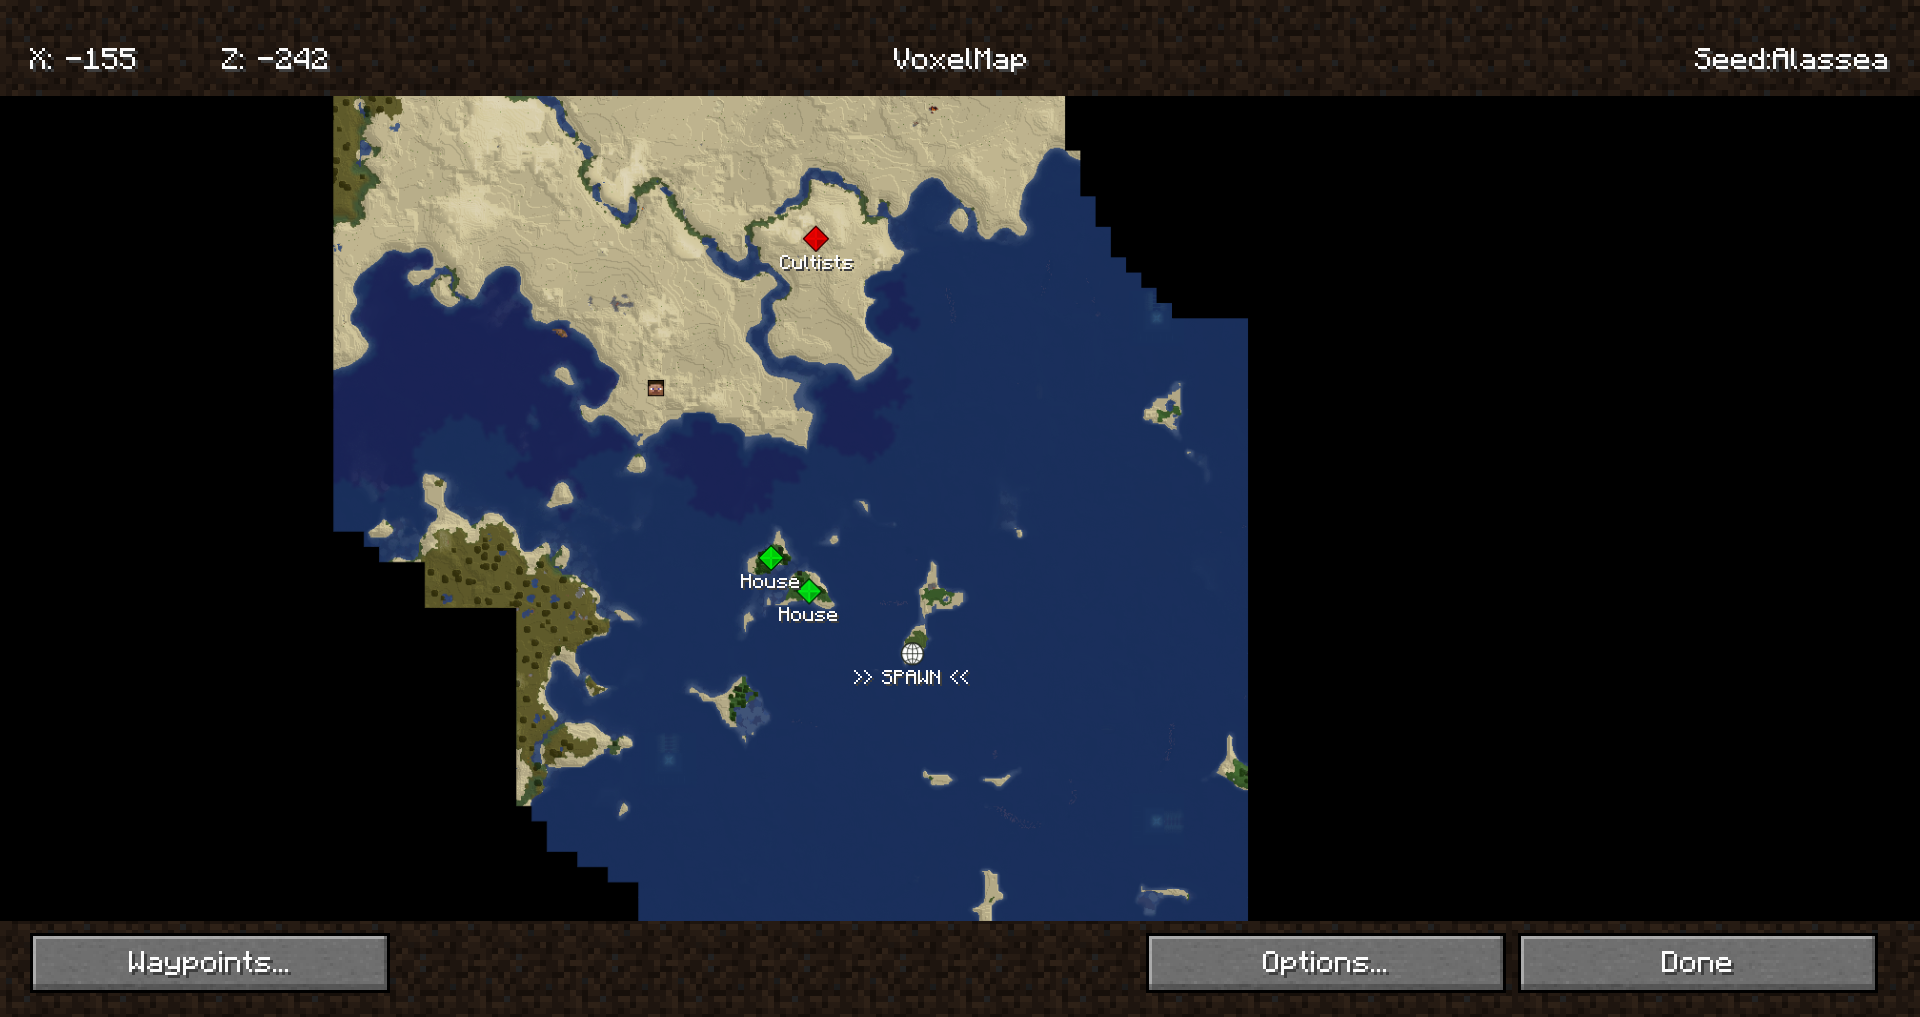 X: -155 Z: -242 VoxelMap Seed:Alassea
Cultists
House
House
>> SPAWN <<
Waypoints... Options... Done